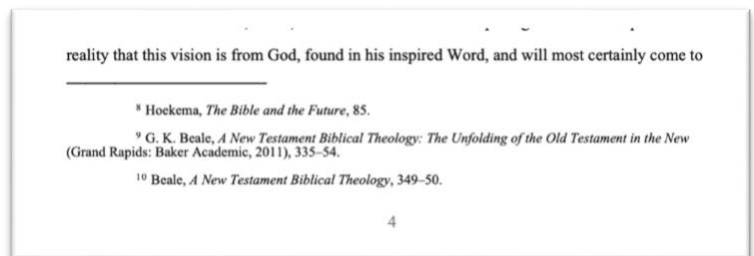 reality that this vision is from God, found in his inspired Word, and will most certainly come to
⁸ Hoekema, The Bible and the Future, 85.
⁹ G. K. Beale, A New Testament Biblical Theology: The Unfolding of the Old Testament in the New
(Grand Rapids: Baker Academic, 2011), 335–54.
¹⁰ Beale, A New Testament Biblical Theology, 349–50.
4